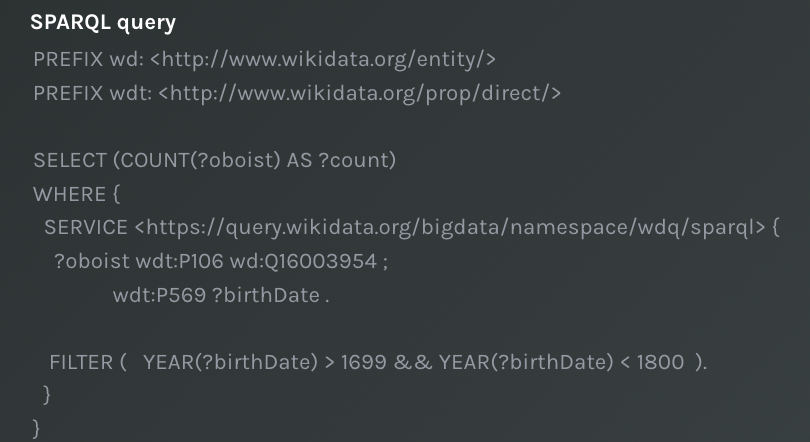 SPARQL query
PREFIX wd: <http://www.wikidata.org/entity/>
PREFIX wdt: <http://www.wikidata.org/prop/direct/>
SELECT (COUNT(?oboist) AS ?count)
WHERE {
SERVICE <https://query.wikidata.org/bigdata/namespace/wdq/sparql> {
?oboist wdt:P106 wd:Q16003954 ;
wdt:P569 ?birthDate .
FILTER ( YEAR(?birthDate) > 1699 && YEAR(?birthDate) < 1800 ).
}
}